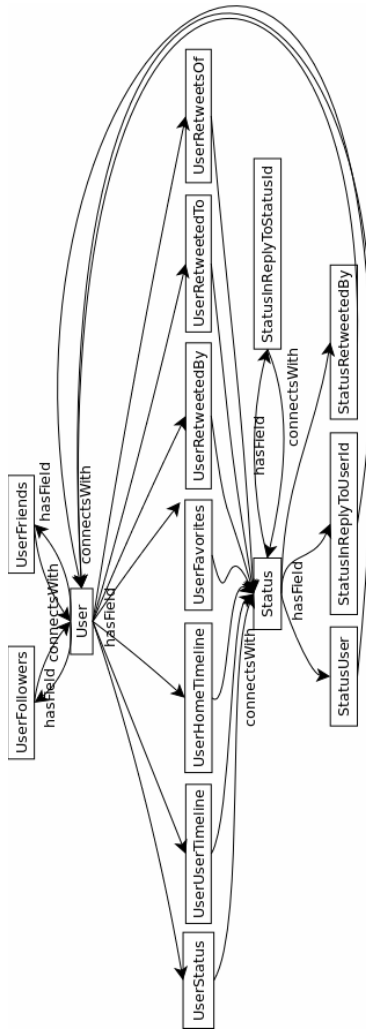 UserFollowers
UserFriends
hasField
connectsWith
hasField
User
hasField
connectsWith
UserStatus
UserUserTimeline
UserHomeTimeline
UserFavorites
UserRetweetedBy
UserRetweetedTo
UserRetweetsOf
connectsWith
Status
hasField
StatusInReplyToStatusId
connectsWith
hasField
StatusUser
StatusInReplyToUserId
StatusRetweetedBy